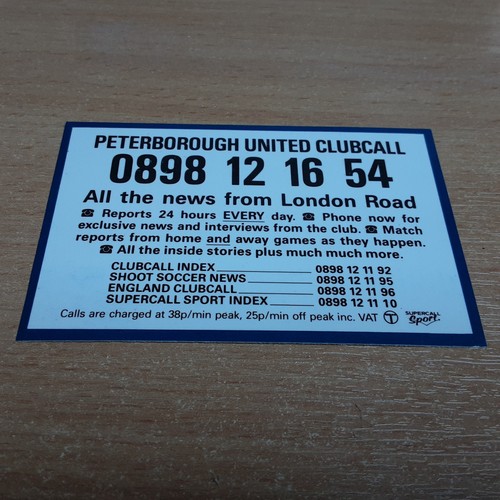 PETERBOROUGH UNITED CLUBCALL
0898 12 16 54
All the news from London Road
☎ Reports 24 hours EVERY day. ☎ Phone now for
exclusive news and interviews from the club. ☎ Match
reports from home and away games as they happen.
☎ All the inside stories plus much much more.
CLUBCALL INDEX 0898 12 11 92
SHOOT SOCCER NEWS 0898 12 11 95
ENGLAND CLUBCALL 0898 12 11 96
SUPERCALL SPORT INDEX 0898 12 11 10
Calls are charged at 38p/min peak, 25p/min off peak inc. VAT T SUPERCALL Sport